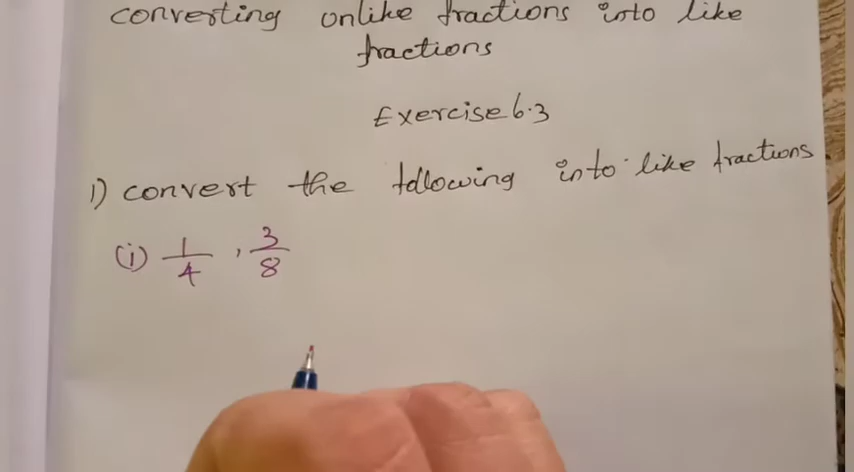 converting unlike fractions into like
fractions
Exercise 6.3
1) convert the following into like fractions
(i) 1/4 , 3/8